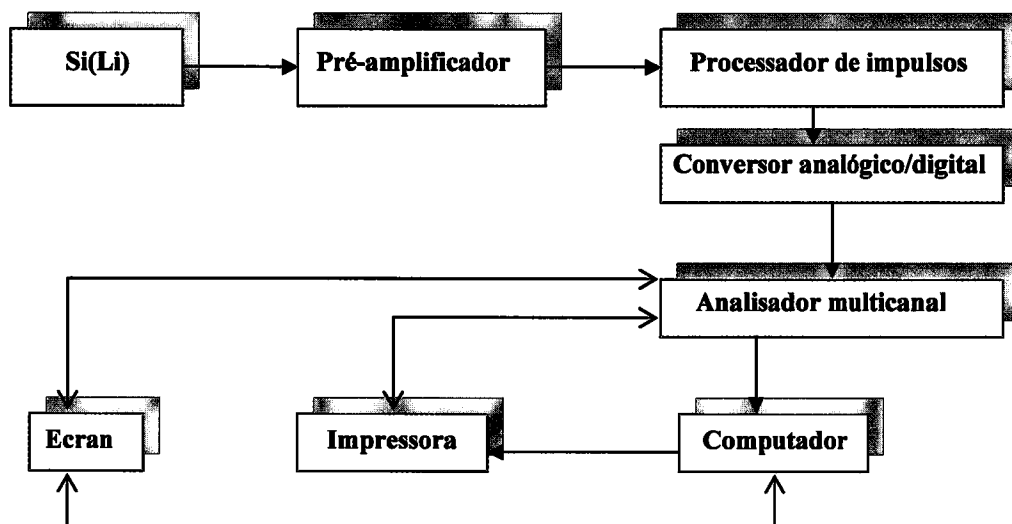 Si(Li)
Pré-amplificador
Processador de impulsos
Conversor analógico/digital
Analisador multicanal
Ecran
Impressora
Computador